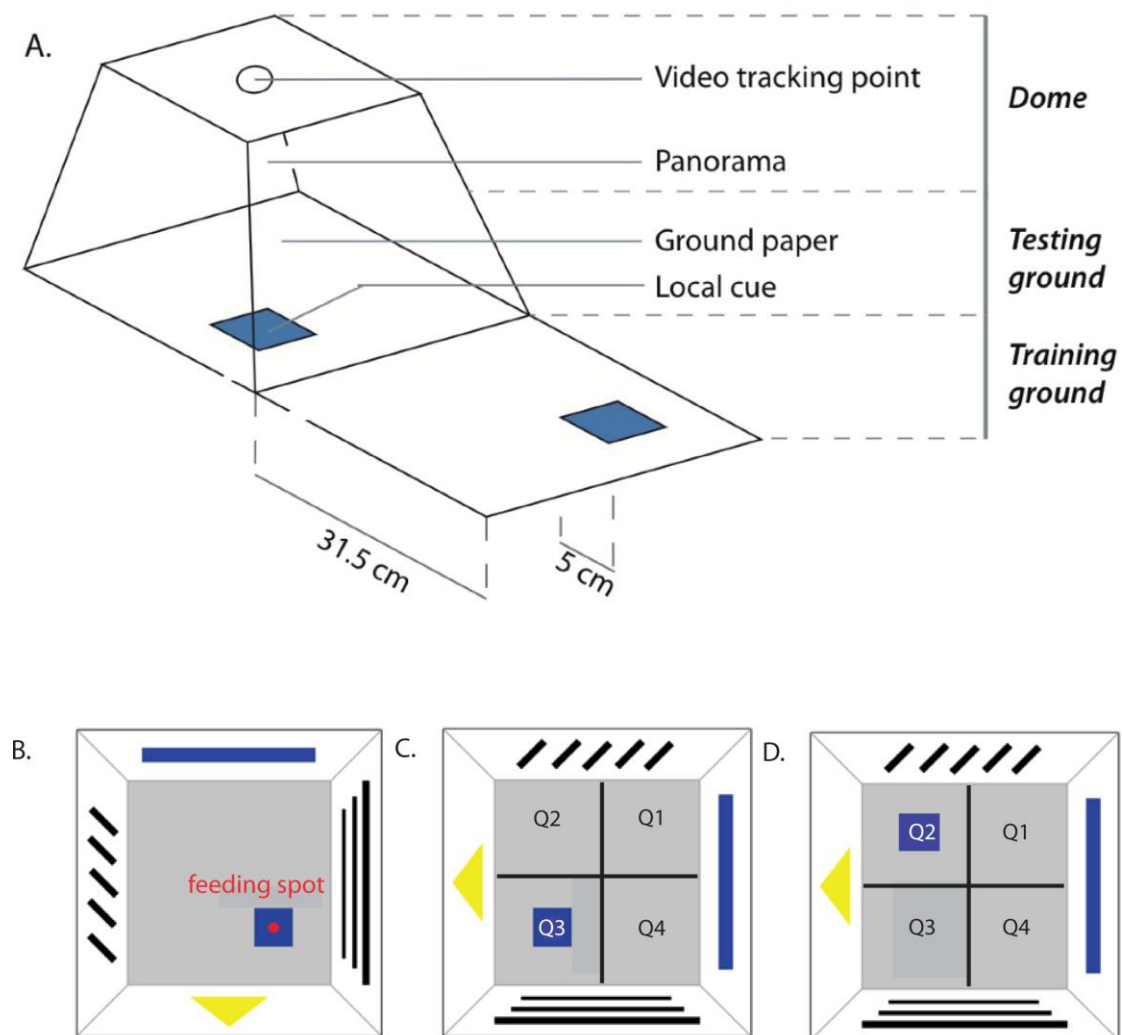 A.
Video tracking point
Dome
Panorama
Ground paper
Testing
ground
Local cue
Training
ground
31.5 cm
5 cm
B.
feeding spot
C.
Q2
Q1
Q3
Q4
D.
Q2
Q1
Q3
Q4